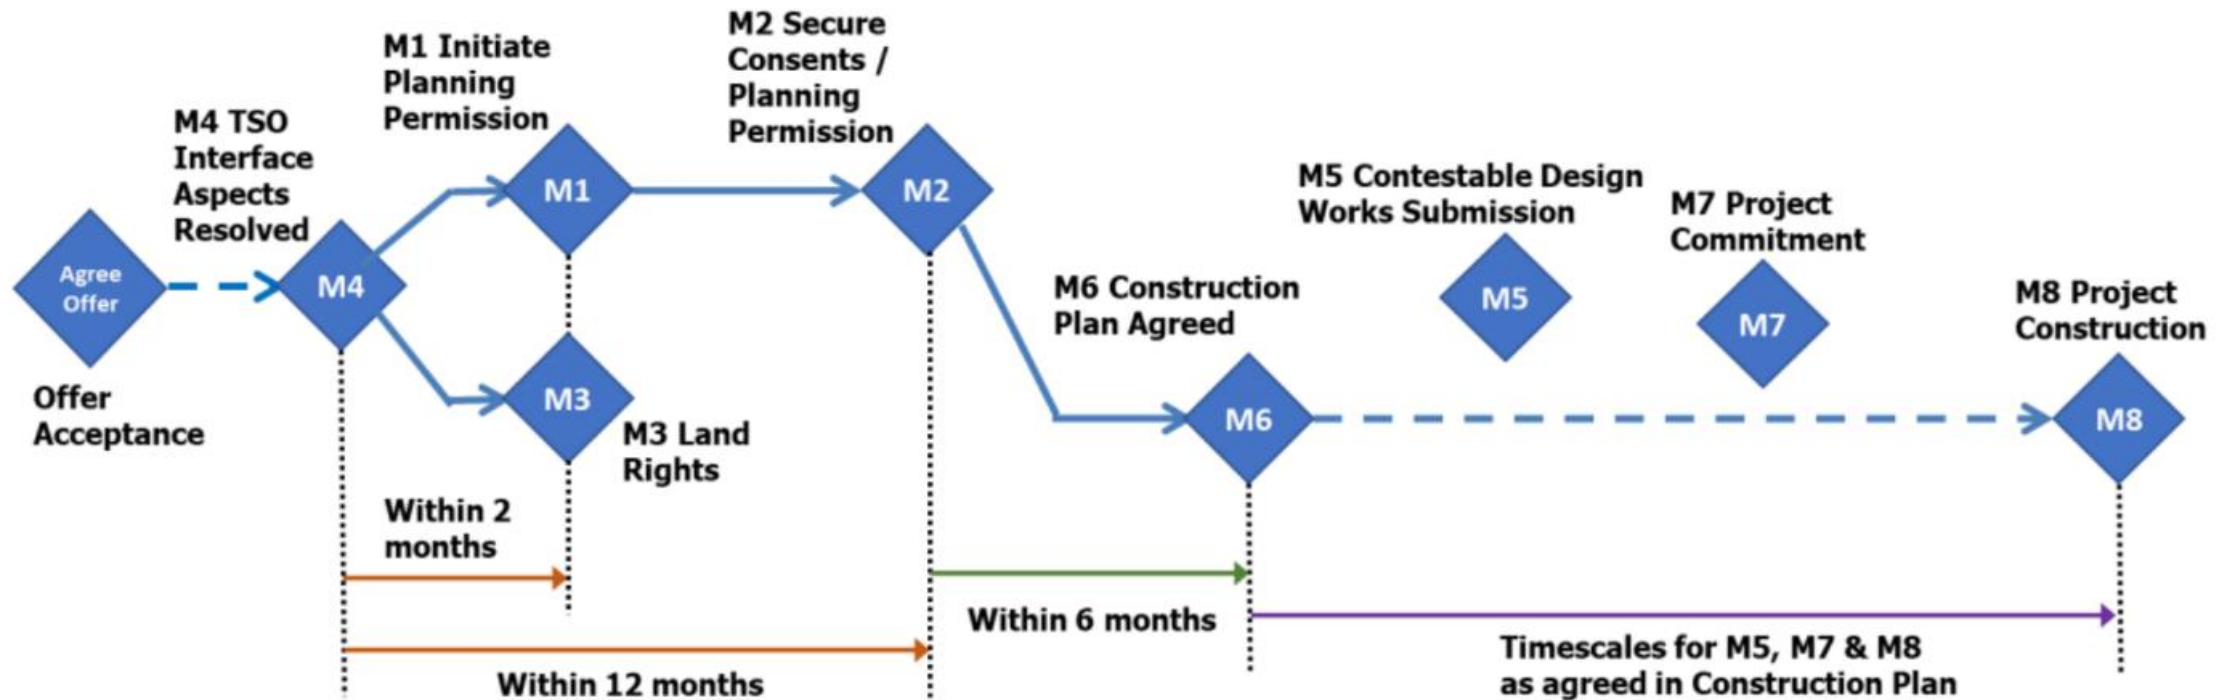 Agree
Offer
Offer
Acceptance
M4 TSO
Interface
Aspects
Resolved
M4
M1 Initiate
Planning
Permission
M1
M3
M3 Land
Rights
M2 Secure
Consents /
Planning
Permission
M2
M6 Construction
Plan Agreed
M6
M5 Contestable Design
Works Submission
M5
M7 Project
Commitment
M7
M8 Project
Construction
M8
Within 2
months
Within 12 months
Within 6 months
Timescales for M5, M7 & M8
as agreed in Construction Plan